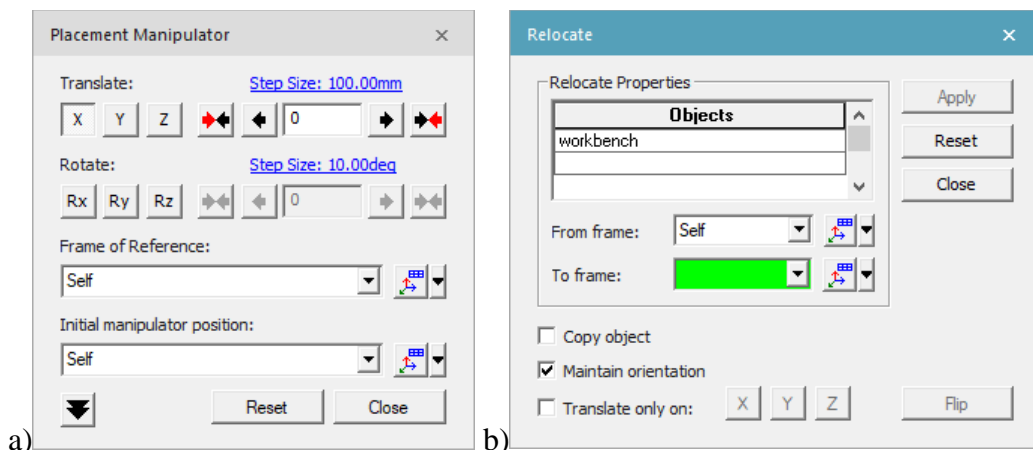 Placement Manipulator
Translate:
Step Size: 100.00mm
X Y Z 0
Rotate:
Step Size: 10.00deg
Rx Ry Rz 0
Frame of Reference:
Self
Initial manipulator position:
Self
Reset Close
a)
Relocate
Relocate Properties
Objects
workbench
From frame: Self
To frame:
Apply
Reset
Close
Copy object
Maintain orientation
Translate only on: X Y Z Flip
b)